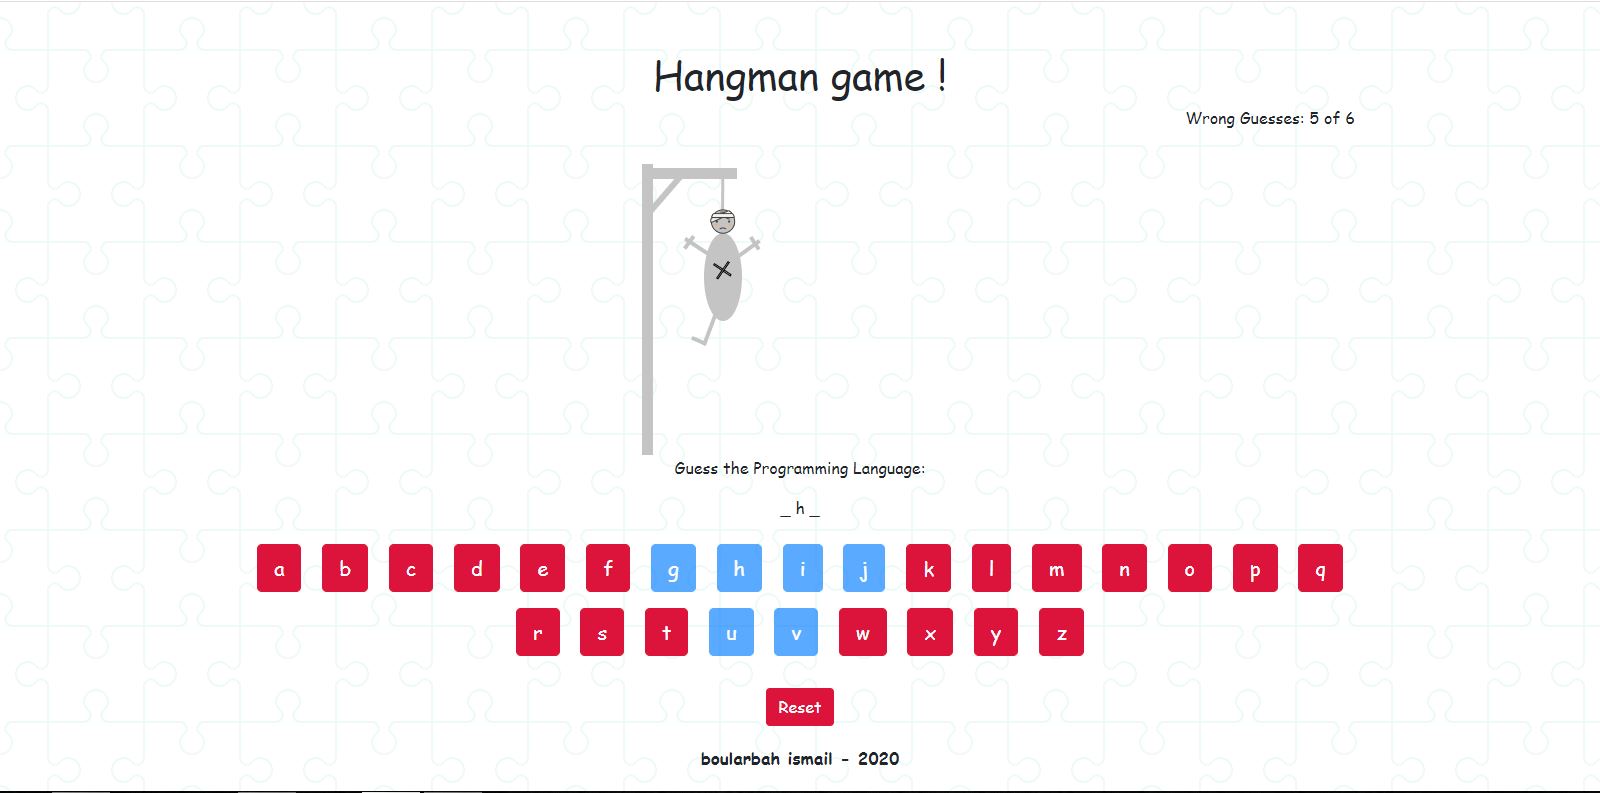 Hangman game !
Wrong Guesses: 5 of 6
Guess the Programming Language:
_ h _
a b c d e f g h i j k l m n o p q
r s t u v w x y z
Reset
boularbah ismail - 2020